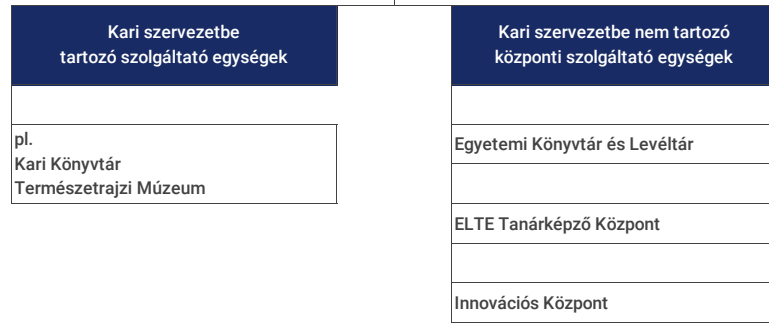 Kari szervezetbe
tartozó szolgáltató egységek
pl.
Kari Könyvtár
Természetrajzi Múzeum
Kari szervezetbe nem tartozó
központi szolgáltató egységek
Egyetemi Könyvtár és Levéltár
ELTE Tanárképző Központ
Innovációs Központ